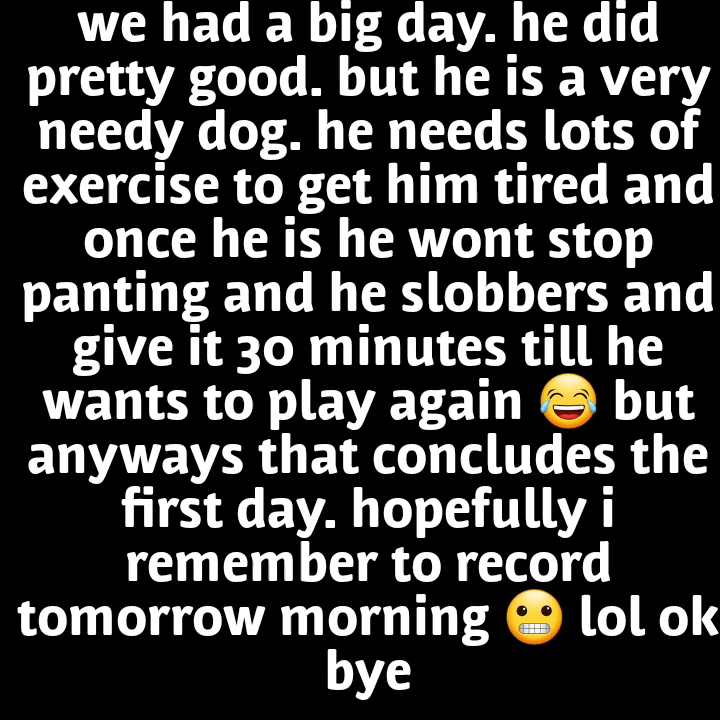 we had a big day. he did
pretty good. but he is a very
needy dog. he needs lots of
exercise to get him tired and
once he is he wont stop
panting and he slobbers and
give it 30 minutes till he
wants to play again 😂 but
anyways that concludes the
first day. hopefully i
remember to record
tomorrow morning 😬 lol ok
bye